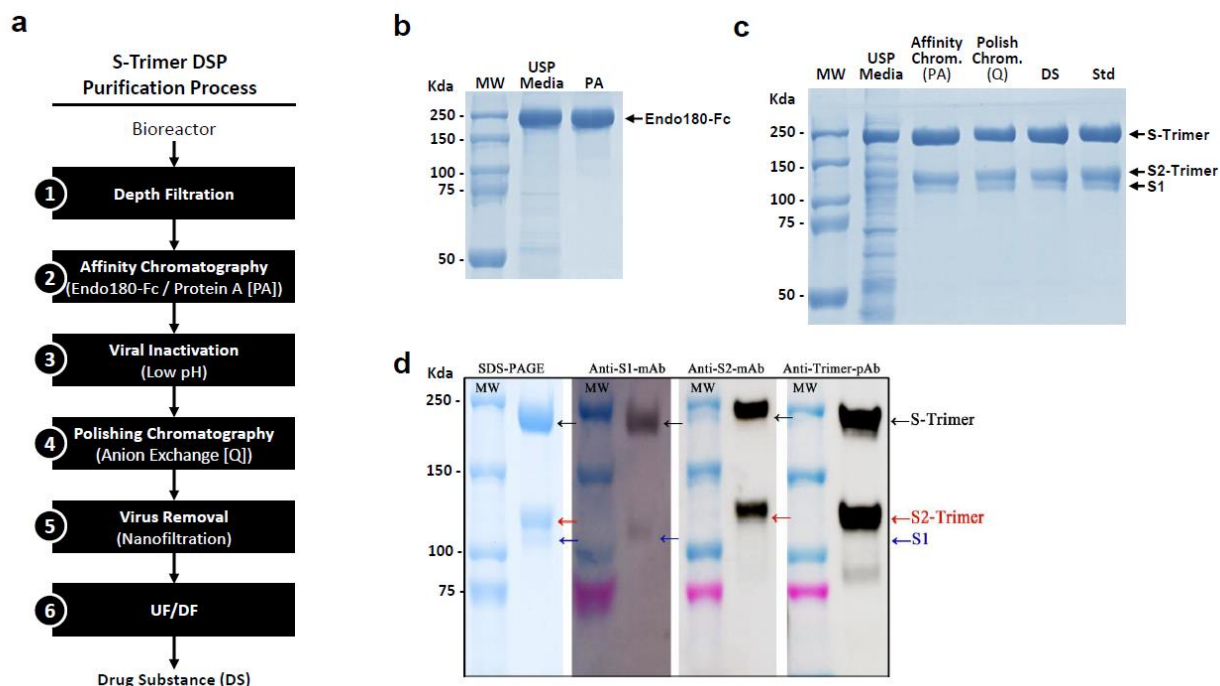 a
S-Trimer DSP
Purification Process
Bioreactor
1
Depth Filtration
2
Affinity Chromatography
(Endo180-Fc / Protein A [PA])
3
Viral Inactivation
(Low pH)
4
Polishing Chromatography
(Anion Exchange [Q])
5
Virus Removal
(Nanofiltration)
6
UF/DF
Drug Substance (DS)
b
Kda
MW
USP
Media
PA
250 -
150 -
100 -
75 -
50 -
Endo180-Fc
c
Kda
MW
USP
Media
Affinity
Chrom.
(PA)
Polish
Chrom.
(Q)
DS
Std
250 -
150 -
100 -
75 -
50 -
S-Trimer
S2-Trimer
S1
d
Kda
SDS-PAGE
Anti-S1-mAb
Anti-S2-mAb
Anti-Trimer-pAb
MW
MW
MW
MW
250 -
150 -
100 -
75 -
S-Trimer
S2-Trimer
S1